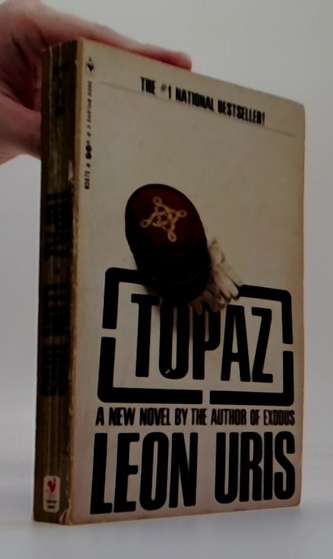 THE #1 NATIONAL BESTSELLER!
TOPAZ
A NEW NOVEL BY THE AUTHOR OF EXODUS
LEON URIS